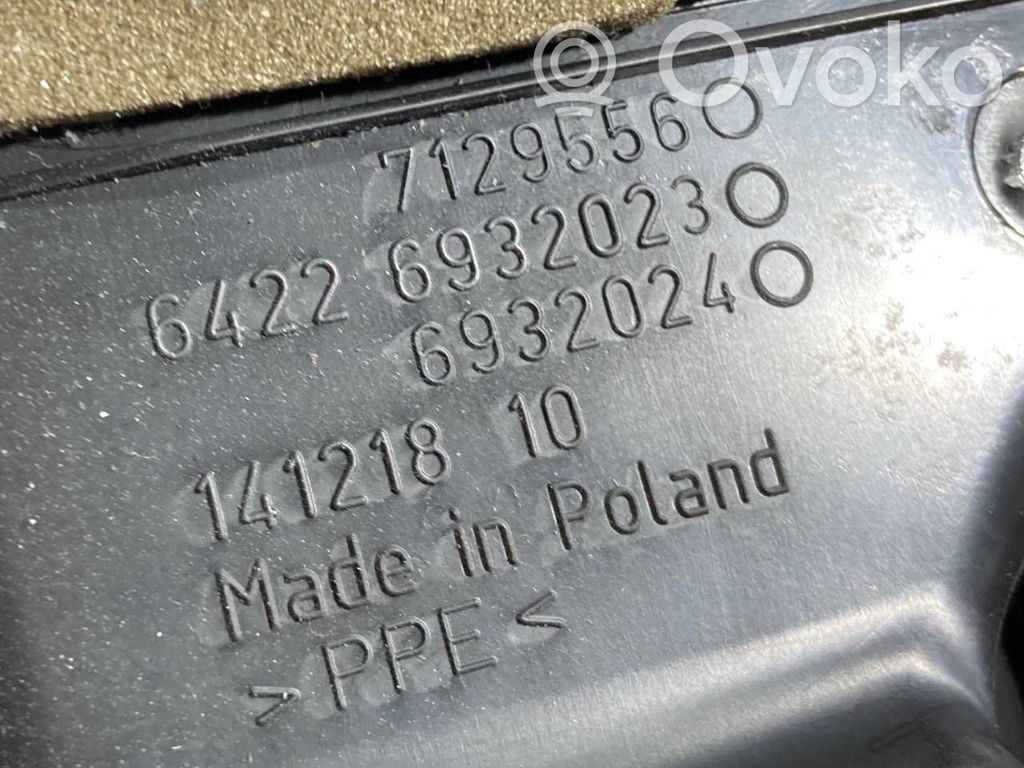 Ovoko
7129556
6422 6932023
6932024
141218 10
Made in Poland
>PPE<